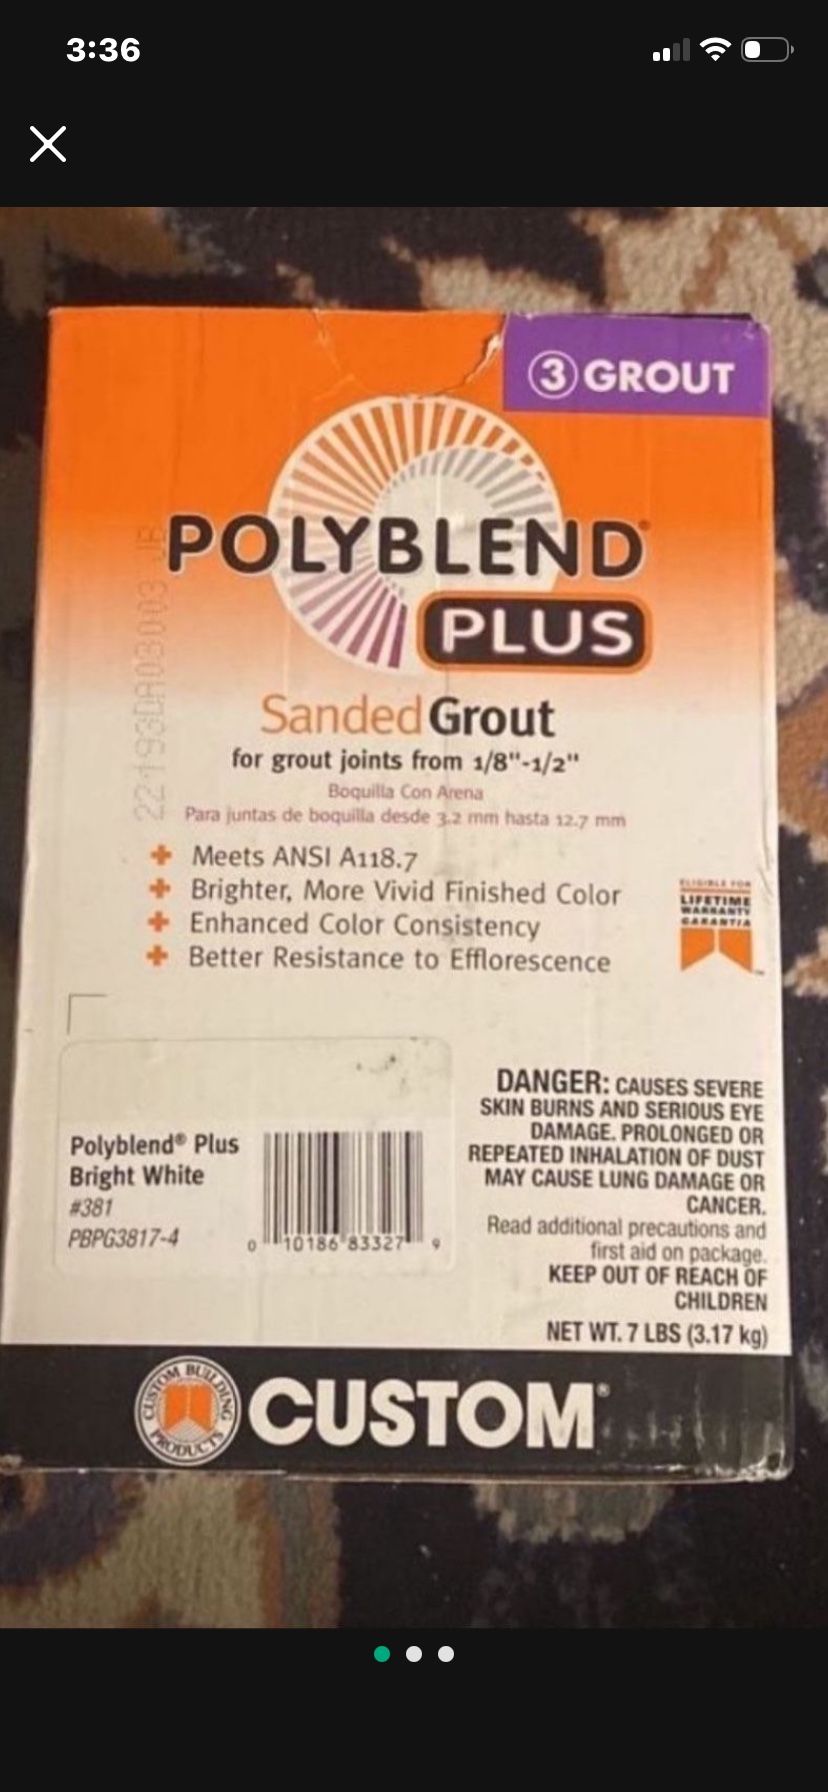 3:36
3 GROUT
POLYBLEND®
PLUS
Sanded Grout
for grout joints from 1/8"-1/2"
Boquilla Con Arena
Para juntas de boquilla desde 3.2 mm hasta 12.7 mm
+ Meets ANSI A118.7
+ Brighter, More Vivid Finished Color
+ Enhanced Color Consistency
+ Better Resistance to Efflorescence
ELIGIBLE FOR
LIFETIME
WARRANTY
GARANTIA
Polyblend® Plus
Bright White
#381
PBPG3817-4
0 10186 83327 9
DANGER: CAUSES SEVERE
SKIN BURNS AND SERIOUS EYE
DAMAGE. PROLONGED OR
REPEATED INHALATION OF DUST
MAY CAUSE LUNG DAMAGE OR
CANCER.
Read additional precautions and
first aid on package.
KEEP OUT OF REACH OF
CHILDREN
NET WT. 7 LBS (3.17 kg)
CUSTOM BUILDING
PRODUCTS
CUSTOM®